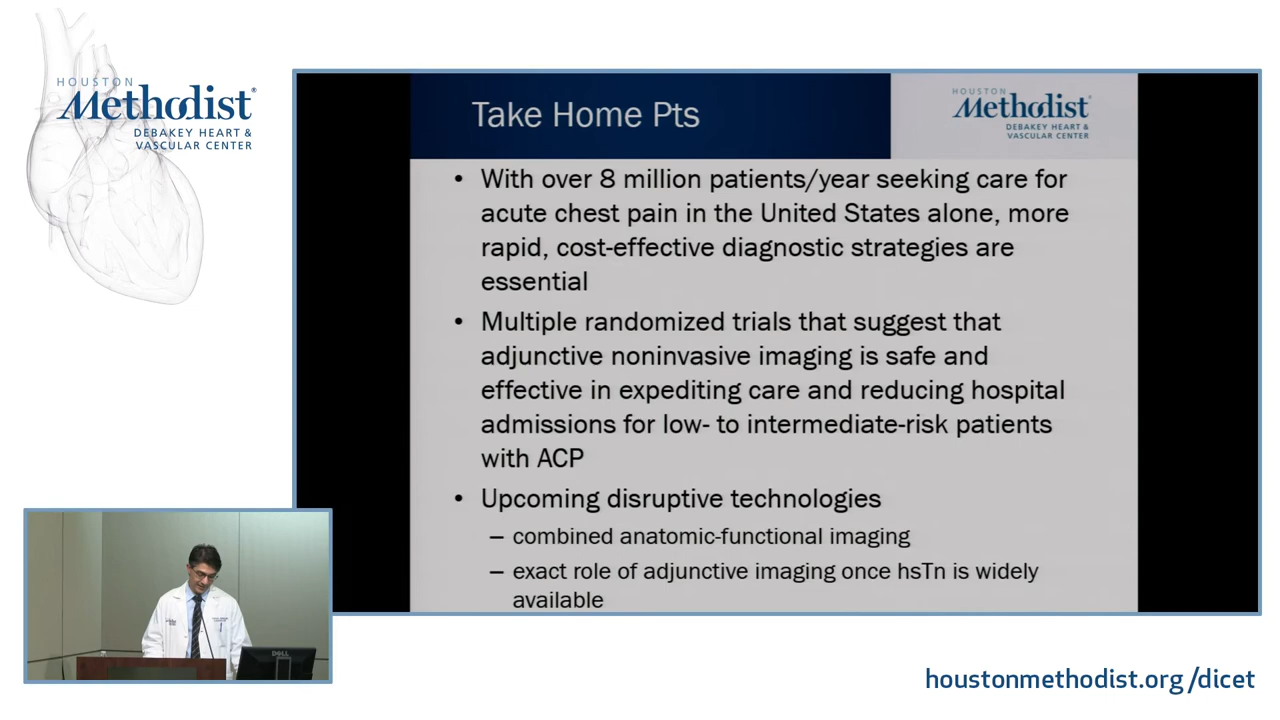 HOUSTON
Methodist®
DEBAKEY HEART &
VASCULAR CENTER
Take Home Pts
HOUSTON
Methodist®
DEBAKEY HEART &
VASCULAR CENTER
• With over 8 million patients/year seeking care for
acute chest pain in the United States alone, more
rapid, cost-effective diagnostic strategies are
essential
• Multiple randomized trials that suggest that
adjunctive noninvasive imaging is safe and
effective in expediting care and reducing hospital
admissions for low- to intermediate-risk patients
with ACP
• Upcoming disruptive technologies
– combined anatomic-functional imaging
– exact role of adjunctive imaging once hsTn is widely
available
DELL
houstonmethodist.org/dicet